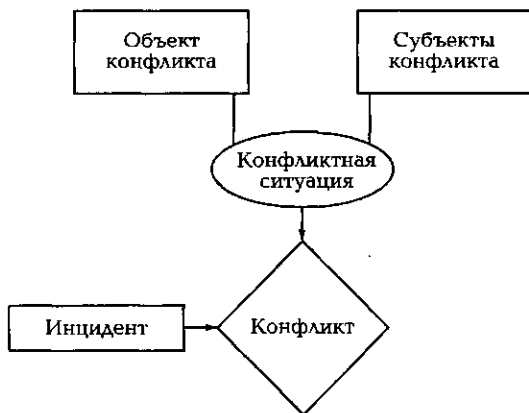 Объект
конфликта
Субъекты
конфликта
Конфликтная
ситуация
Инцидент
Конфликт